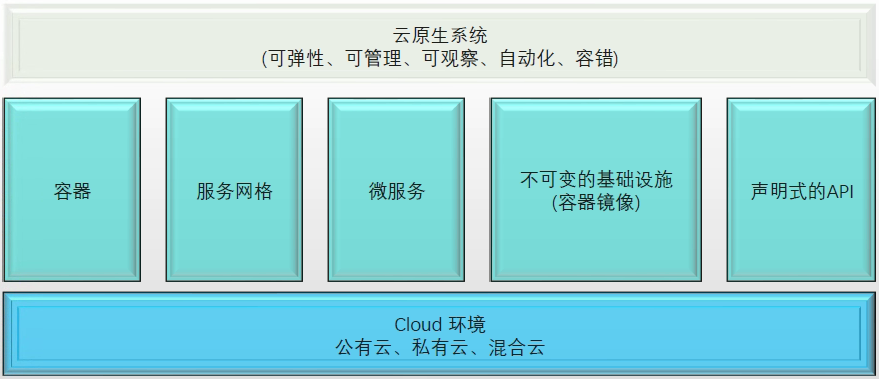 云原生系统
(可弹性、可管理、可观察、自动化、容错)
容器
服务网格
微服务
不可变的基础设施
(容器镜像)
声明式的API
Cloud 环境
公有云、私有云、混合云